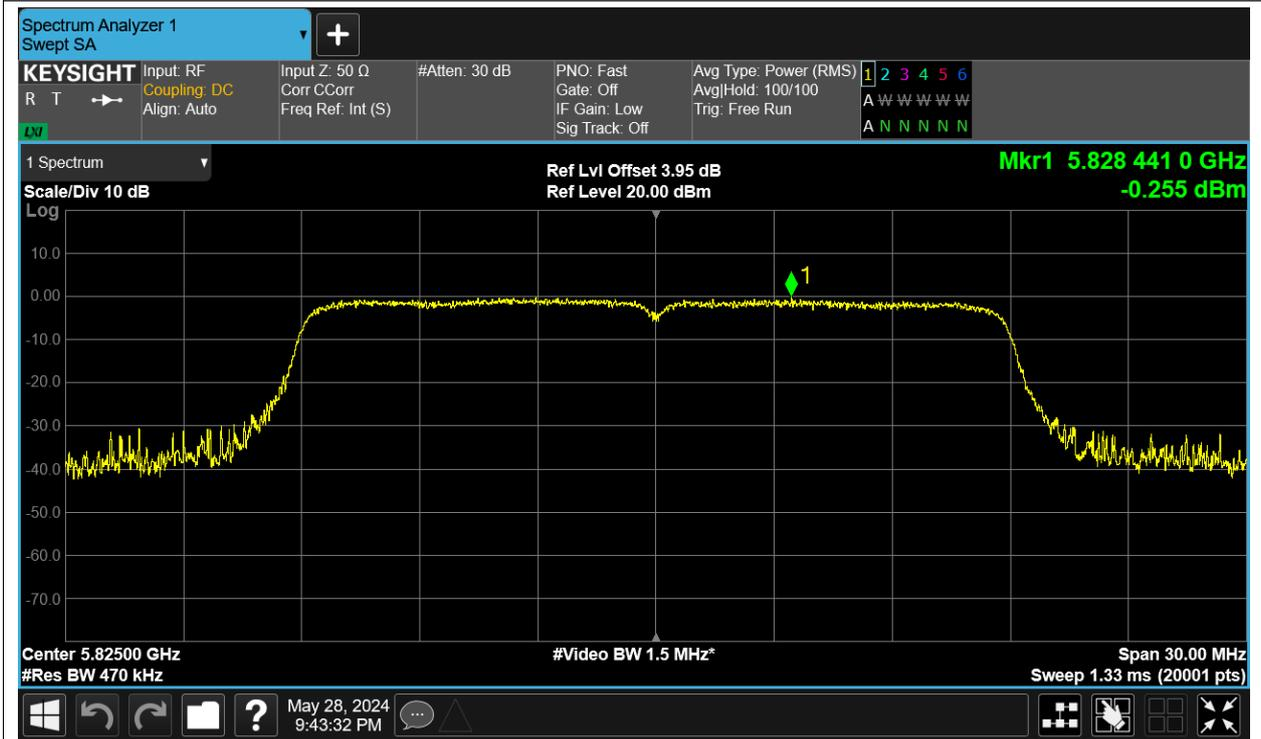 Spectrum Analyzer 1
Swept SA
+
KEYSIGHT
R T
LXI
Input: RF
Coupling: DC
Align: Auto
Input Z: 50 Ω
Corr CCorr
Freq Ref: Int (S)
#Atten: 30 dB
PNO: Fast
Gate: Off
IF Gain: Low
Sig Track: Off
Avg Type: Power (RMS)
Avg|Hold: 100/100
Trig: Free Run
1 2 3 4 5 6
A W W W W W
A N N N N N
1 Spectrum
Scale/Div 10 dB
Log
Ref Lvl Offset 3.95 dB
Ref Level 20.00 dBm
Mkr1 5.828 441 0 GHz
-0.255 dBm
1
10.0
0.00
-10.0
-20.0
-30.0
-40.0
-50.0
-60.0
-70.0
Center 5.82500 GHz
#Res BW 470 kHz
#Video BW 1.5 MHz*
Span 30.00 MHz
Sweep 1.33 ms (20001 pts)
?
May 28, 2024
9:43:32 PM